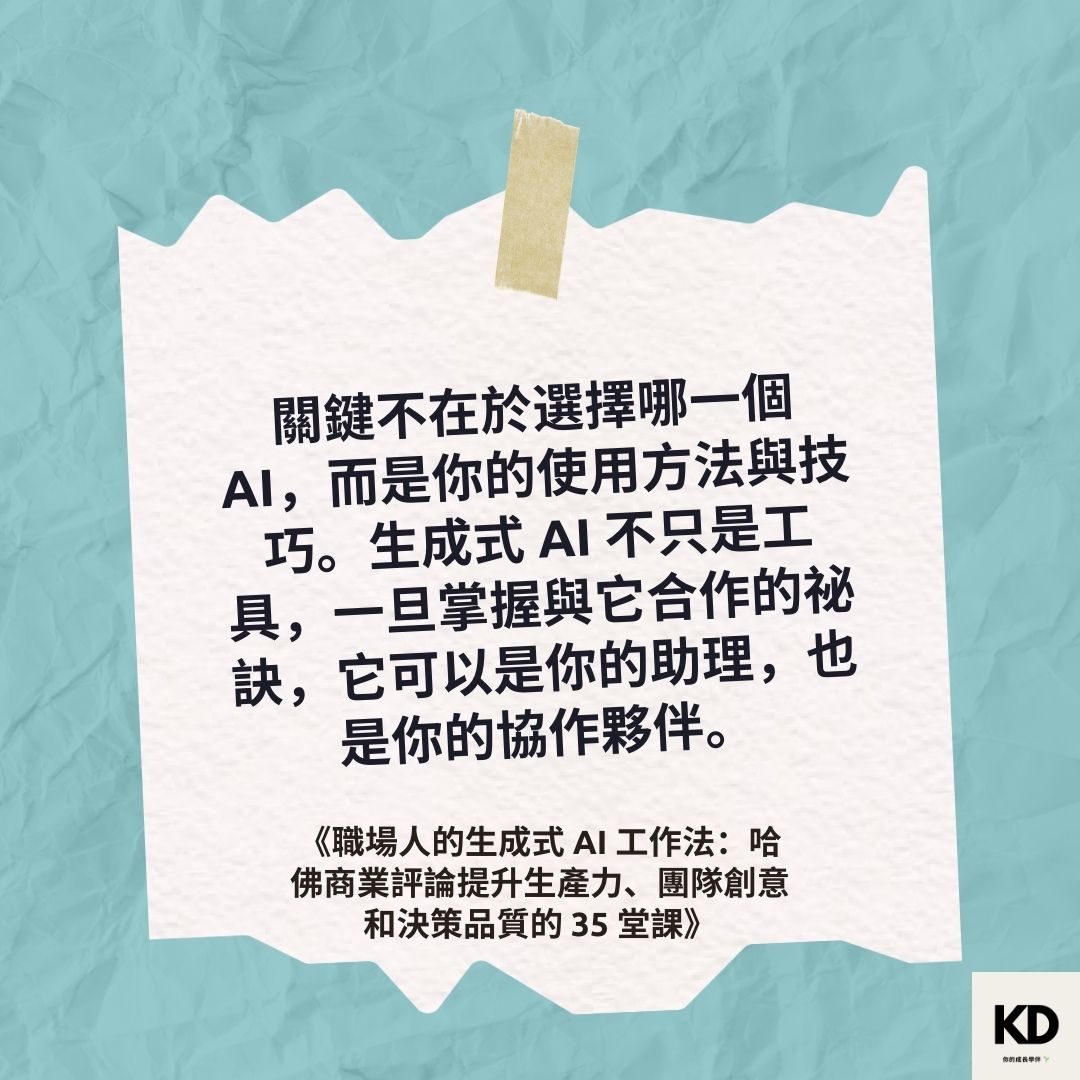 關鍵不在於選擇哪一個
AI，而是你的使用方法與技
巧。生成式 AI 不只是工
具，一旦掌握與它合作的祕
訣，它可以是你的助理，也
是你的協作夥伴。
《職場人的生成式 AI 工作法：哈
佛商業評論提升生產力、團隊創意
和決策品質的 35 堂課》
KD
你的成長學伴